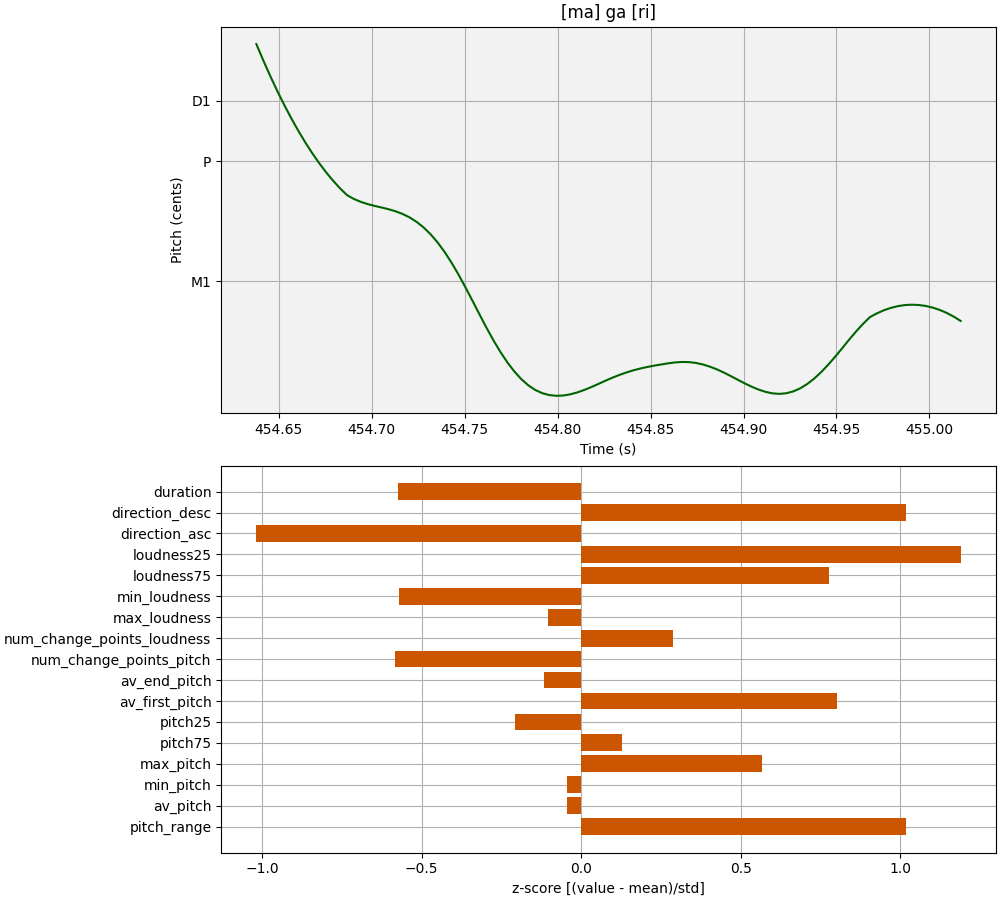 [ma] ga [ri]
D1
P
M1
Pitch (cents)
454.65 454.70 454.75 454.80 454.85 454.90 454.95 455.00
Time (s)
duration
direction_desc
direction_asc
loudness25
loudness75
min_loudness
max_loudness
num_change_points_loudness
num_change_points_pitch
av_end_pitch
av_first_pitch
pitch25
pitch75
max_pitch
min_pitch
av_pitch
pitch_range
−1.0 −0.5 0.0 0.5 1.0
z-score [(value - mean)/std]